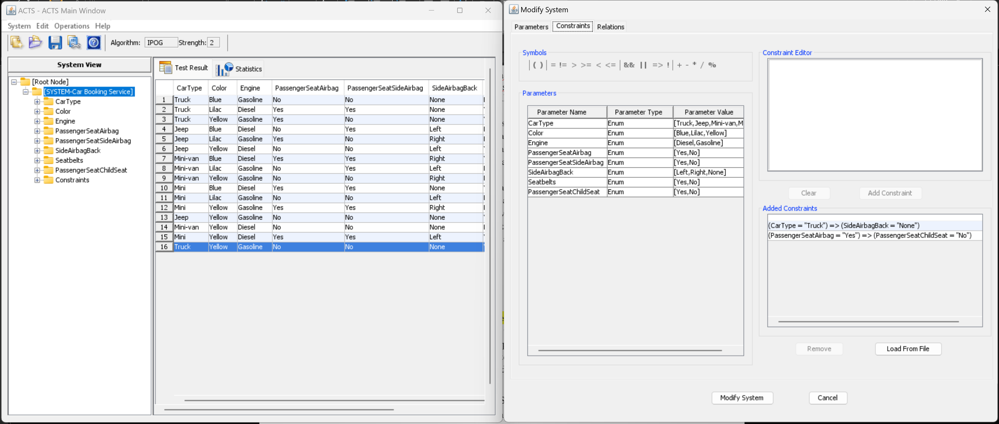 ACTS - ACTS Main Window
System Edit Operations Help
Algorithm: IPOG Strength: 2
System View
[Root Node]
[SYSTEM-Car Booking Service]
CarType
Color
Engine
PassengerSeatAirbag
PassengerSeatSideAirbag
SideAirbagBack
Seatbelts
PassengerSeatChildSeat
Constraints
Test Result Statistics
CarType Color Engine PassengerSeatAirbag PassengerSeatSideAirbag SideAirbagBack
1 Truck Blue Gasoline No No None
2 Truck Lilac Diesel Yes Yes None
3 Truck Yellow Gasoline Yes No None
4 Jeep Blue Diesel No Yes Left
5 Jeep Lilac Gasoline Yes No Right
6 Jeep Yellow Diesel No No Left
7 Mini-van Blue Diesel Yes Yes Right
8 Mini-van Lilac Gasoline No Yes Left
9 Mini-van Yellow Gasoline No No Right
10 Mini Blue Diesel Yes Yes None
11 Mini Lilac Gasoline No No Left
12 Mini Yellow Gasoline Yes Yes Right
13 Jeep Yellow Gasoline No No None
14 Mini-van Yellow Diesel No No None
15 Mini Yellow Diesel Yes Yes Left
16 Truck Yellow Gasoline No No None
Modify System
Parameters Constraints Relations
Symbols
( ) = != > >= < <= && || => ! + - * / %
Parameters
Parameter Name Parameter Type Parameter Value
CarType Enum [Truck,Jeep,Mini-van,M
Color Enum [Blue,Lilac,Yellow]
Engine Enum [Diesel,Gasoline]
PassengerSeatAirbag Enum [Yes,No]
PassengerSeatSideAirbag Enum [Yes,No]
SideAirbagBack Enum [Left,Right,None]
Seatbelts Enum [Yes,No]
PassengerSeatChildSeat Enum [Yes,No]
Constraint Editor
Clear Add Constraint
Added Constraints
(CarType = "Truck") => (SideAirbagBack = "None")
(PassengerSeatAirbag = "Yes") => (PassengerSeatChildSeat = "No")
Remove Load From File
Modify System Cancel